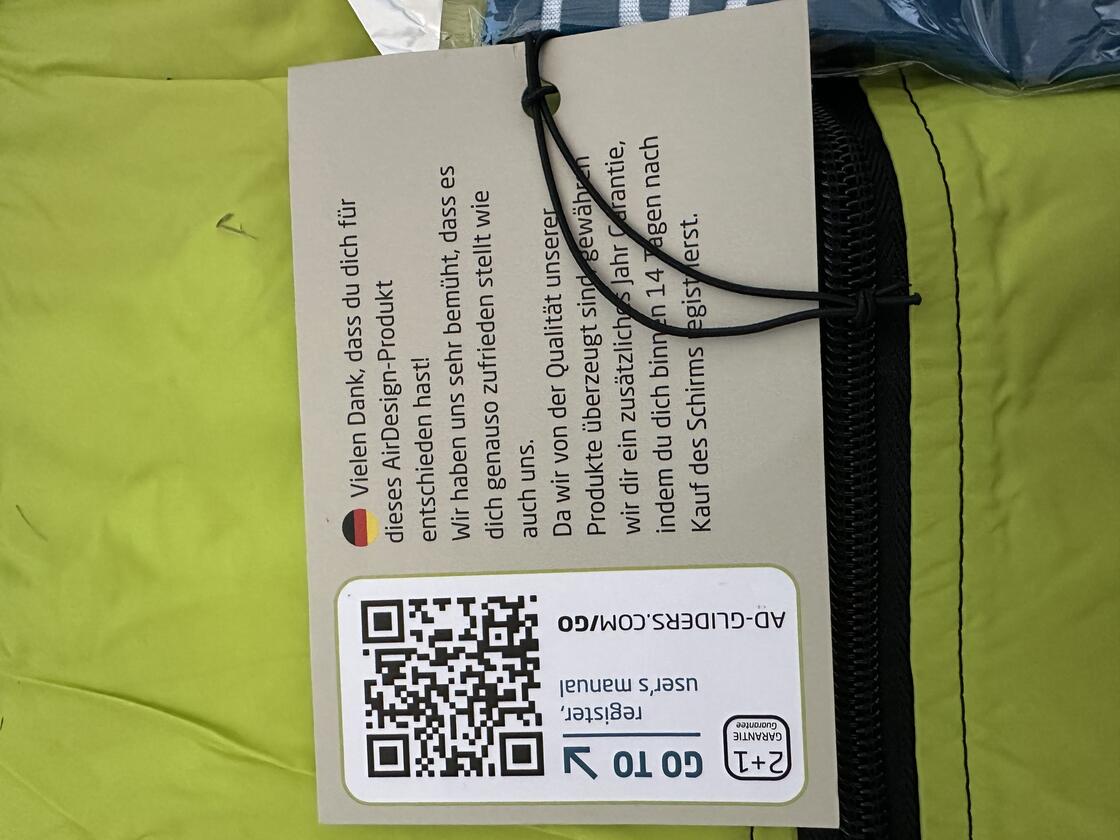 Vielen Dank, dass du dich für
dieses AirDesign-Produkt
entschieden hast!
Wir haben uns sehr bemüht, dass es
dich genauso zufrieden stellt wie
auch uns.
Da wir von der Qualität unserer
Produkte überzeugt sind, gewähren
wir dir ein zusätzliches Jahr Garantie,
indem du dich binnen 14 Tagen nach
Kauf des Schirms registrierst.
GO TO
register,
user's manual
AD-GLIDERS.COM/GO
2+1
GARANTIE
Guarantee